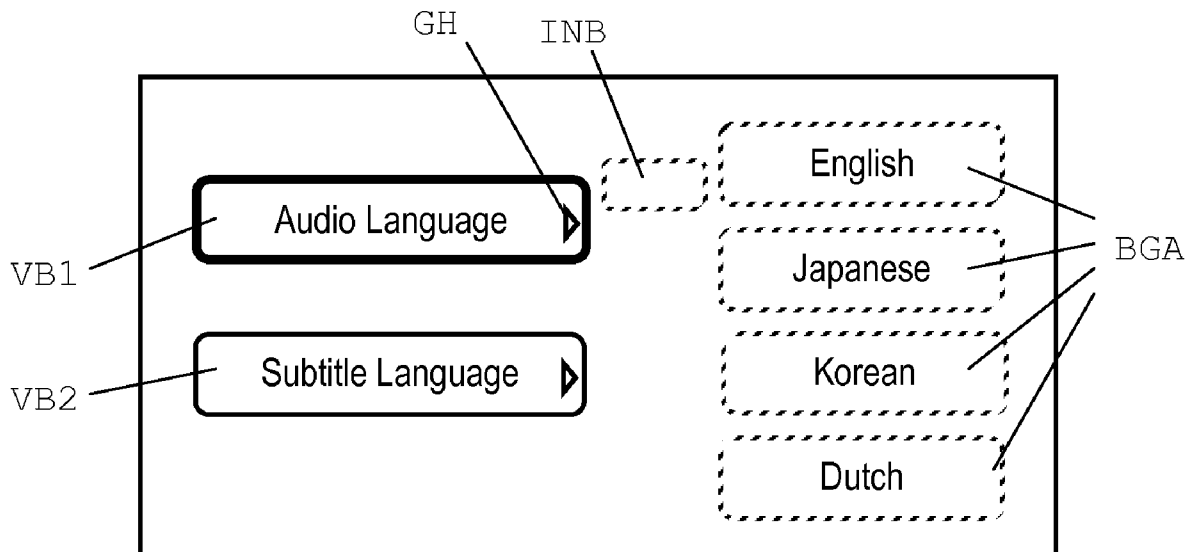 GH
INB
English
Audio Language
VB1
Japanese
BGA
Subtitle Language
VB2
Korean
Dutch